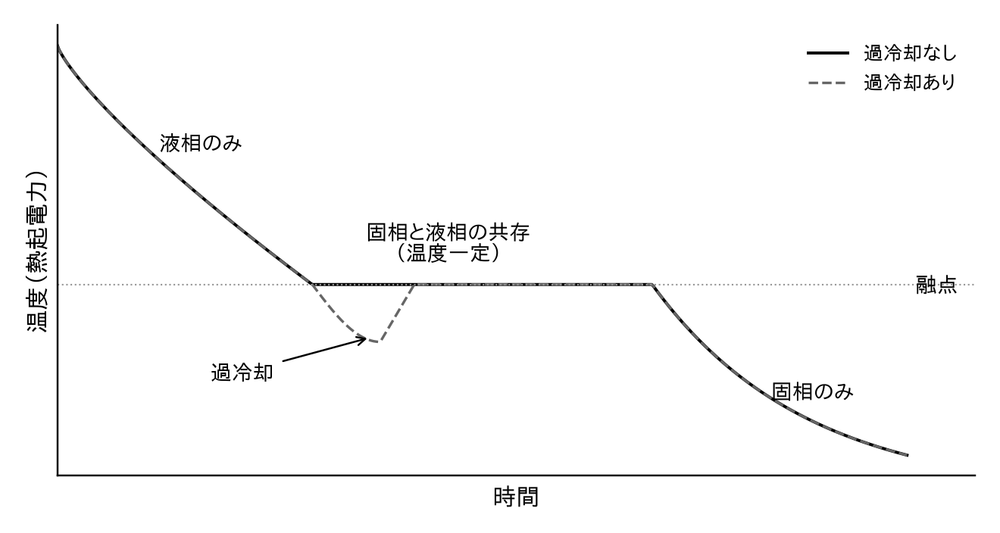 過冷却なし
過冷却あり
液相のみ
固相と液相の共存
（温度一定）
融点
過冷却
固相のみ
温度（熱起電力）
時間